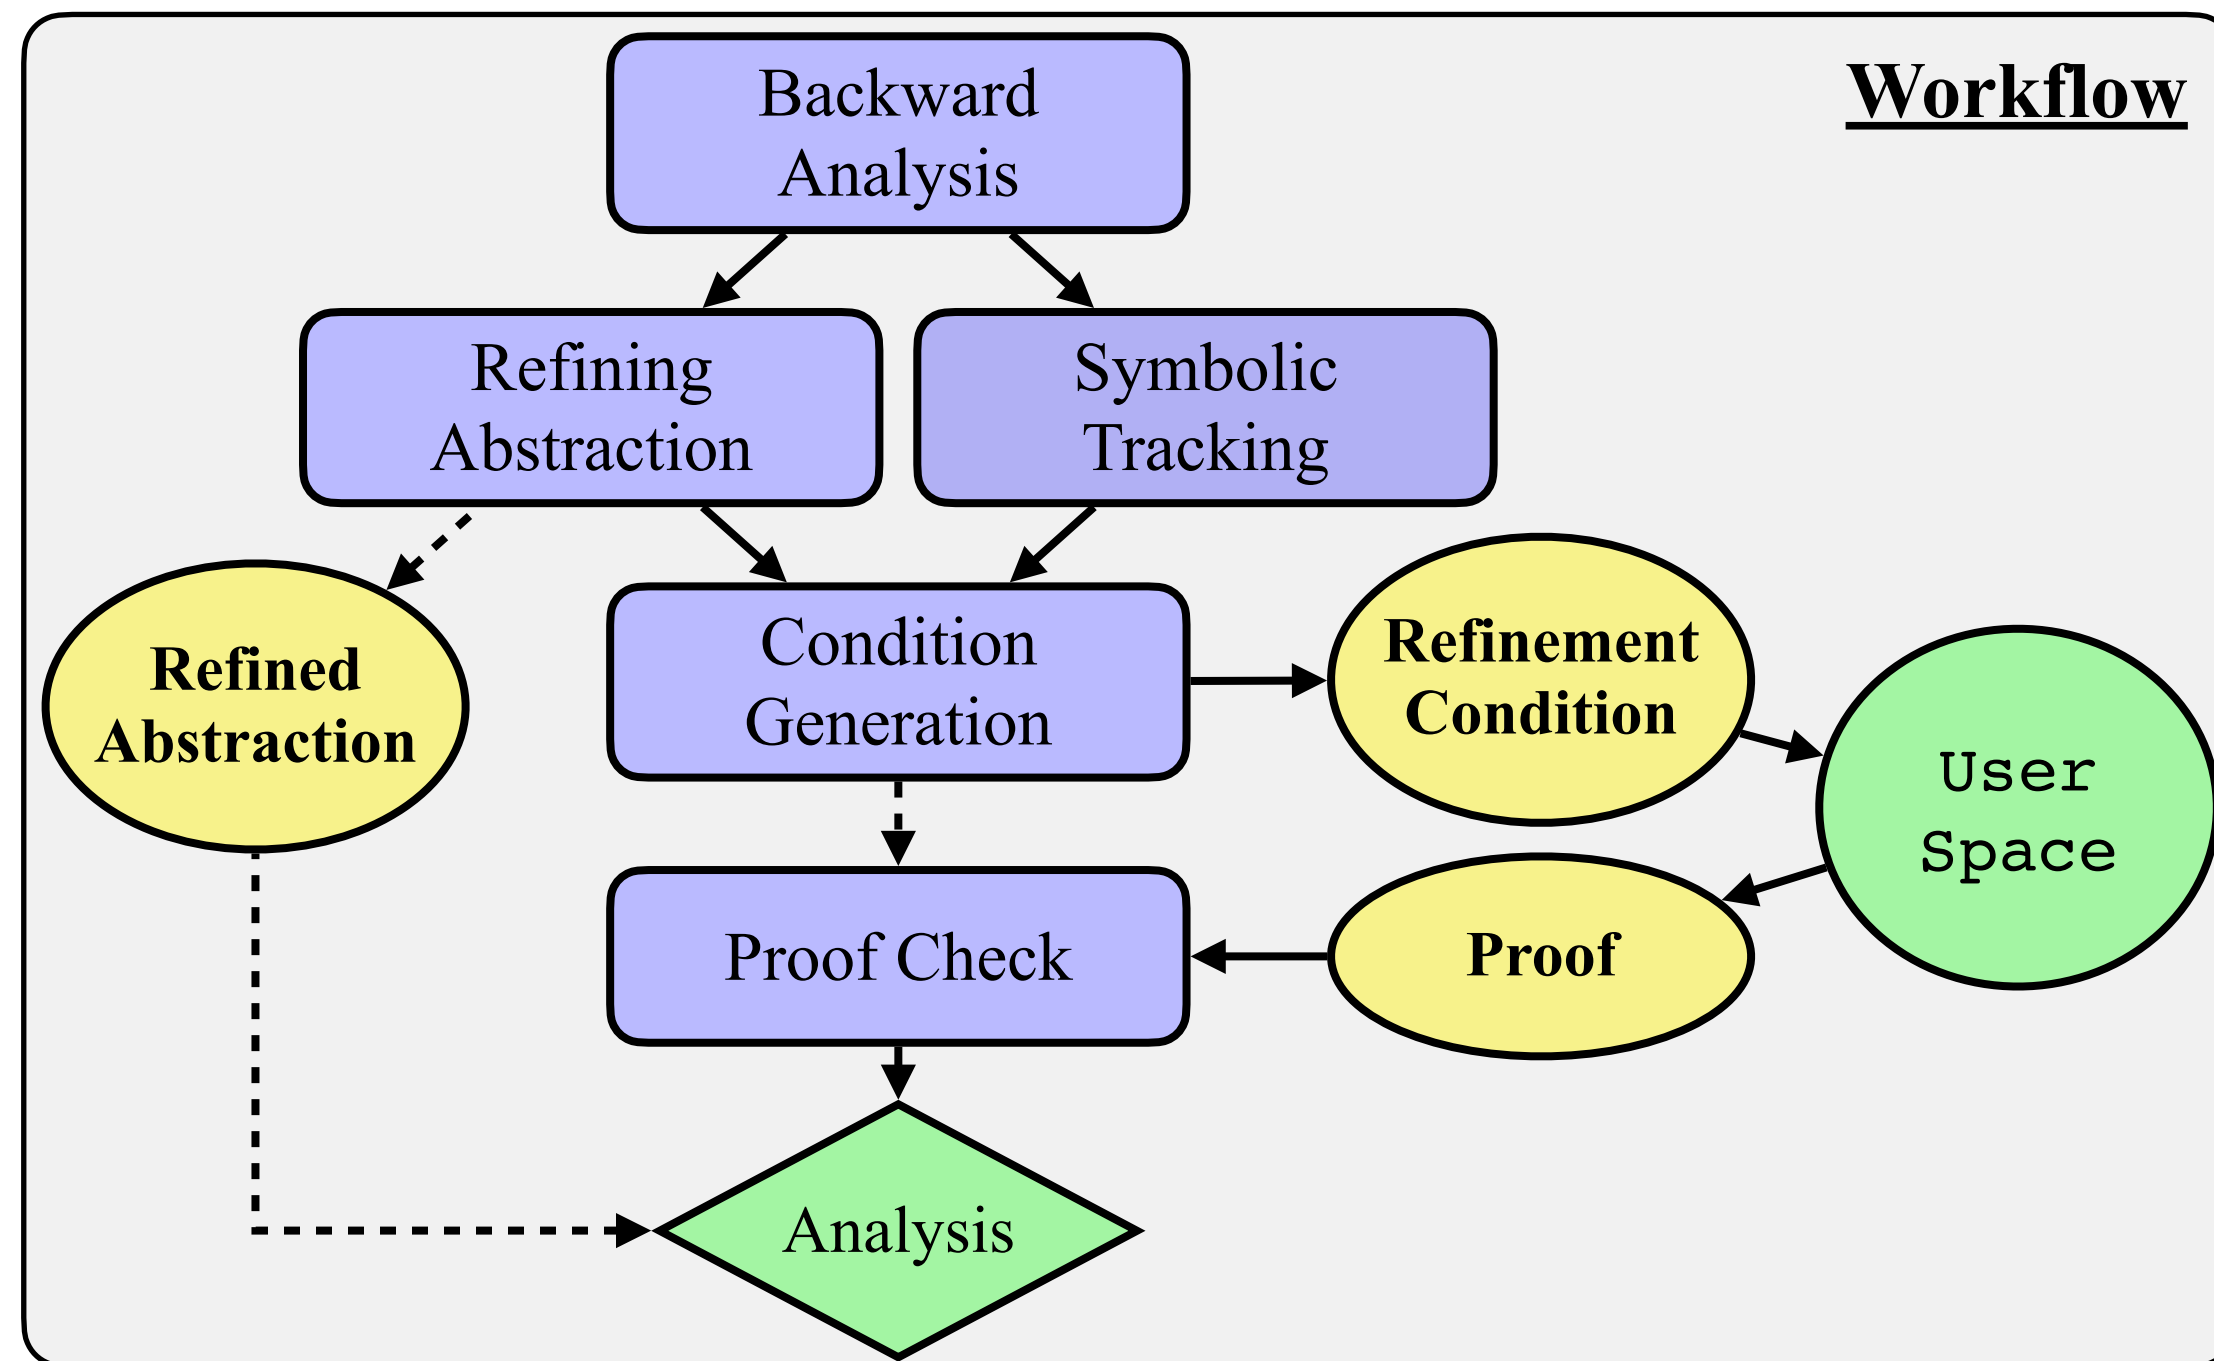 Workflow
Backward
Analysis
Refining
Abstraction
Symbolic
Tracking
Refined
Abstraction
Condition
Generation
Refinement
Condition
User
Space
Proof Check
Proof
Analysis